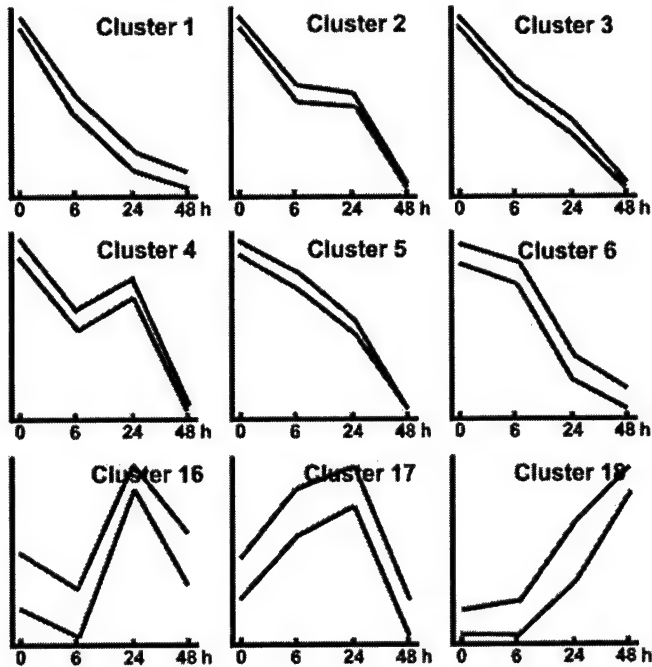 Cluster 1
Cluster 2
Cluster 3
0 6 24 48 h
0 6 24 48 h
0 6 24 48 h
Cluster 4
Cluster 5
Cluster 6
0 6 24 48 h
0 6 24 48 h
0 6 24 48 h
Cluster 16
Cluster 17
Cluster 18
0 6 24 48 h
0 6 24 48 h
0 6 24 48 h